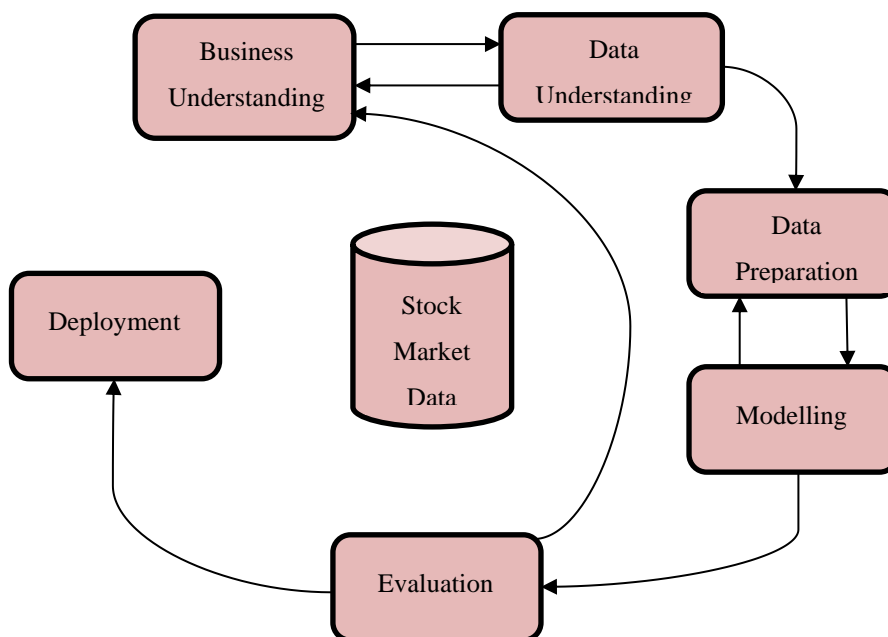 Business
Understanding
Data
Understanding
Data
Preparation
Stock
Market
Data
Deployment
Modelling
Evaluation